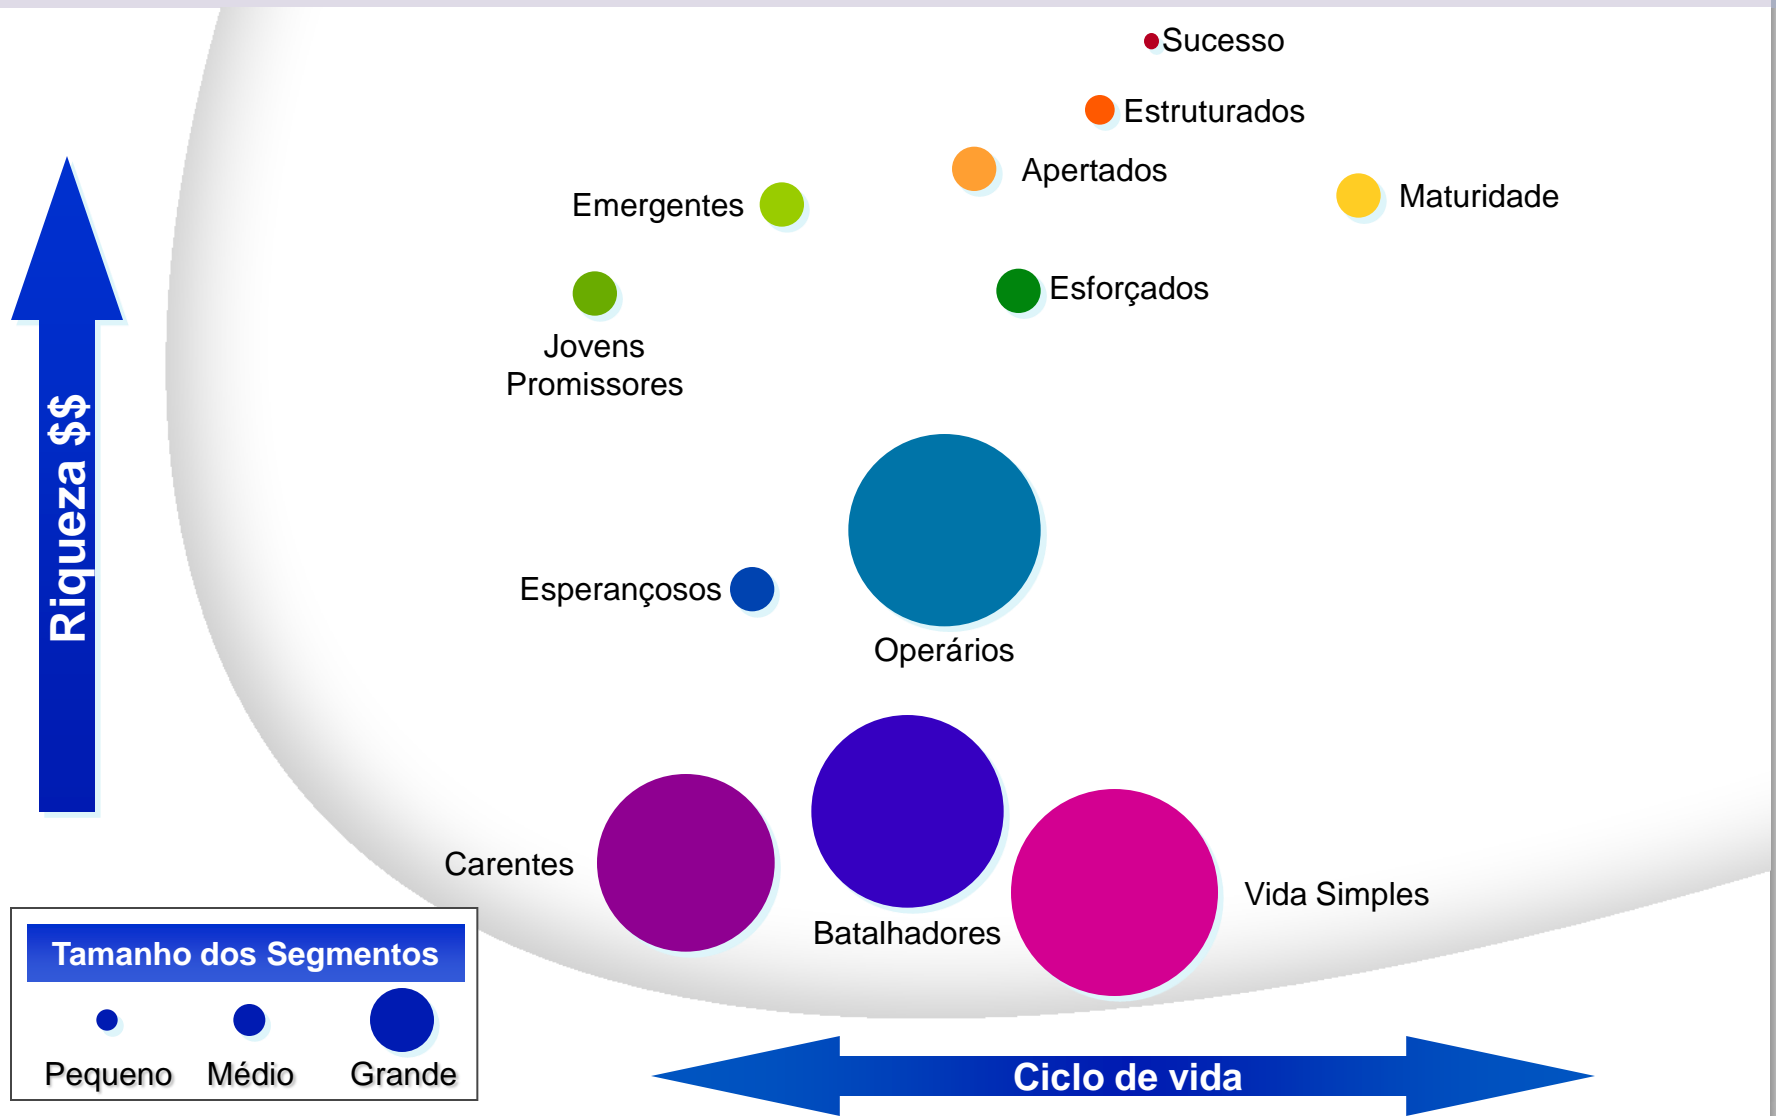 Sucesso
Estruturados
Apertados
Emergentes
Maturidade
Esforçados
Jovens
Promissores
Riqueza $$
Esperançosos
Operários
Carentes
Vida Simples
Batalhadores
Tamanho dos Segmentos
Pequeno Médio Grande
Ciclo de vida